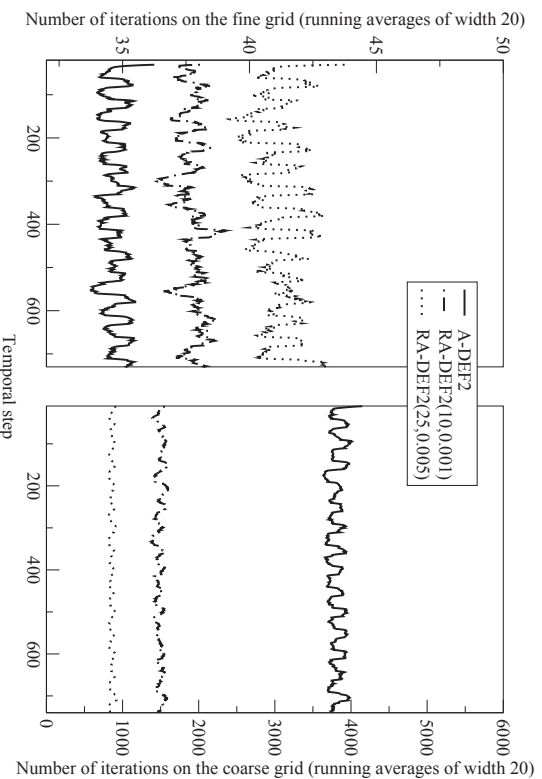 Number of iterations on the fine grid (running averages of width 20)
35
40
45
50
200
400
600
A-DEF2
RA-DEF2(10,0.001)
RA-DEF2(25,0.005)
Temporal step
200
400
600
0
1000
2000
3000
4000
5000
6000
Number of iterations on the coarse grid (running averages of width 20)